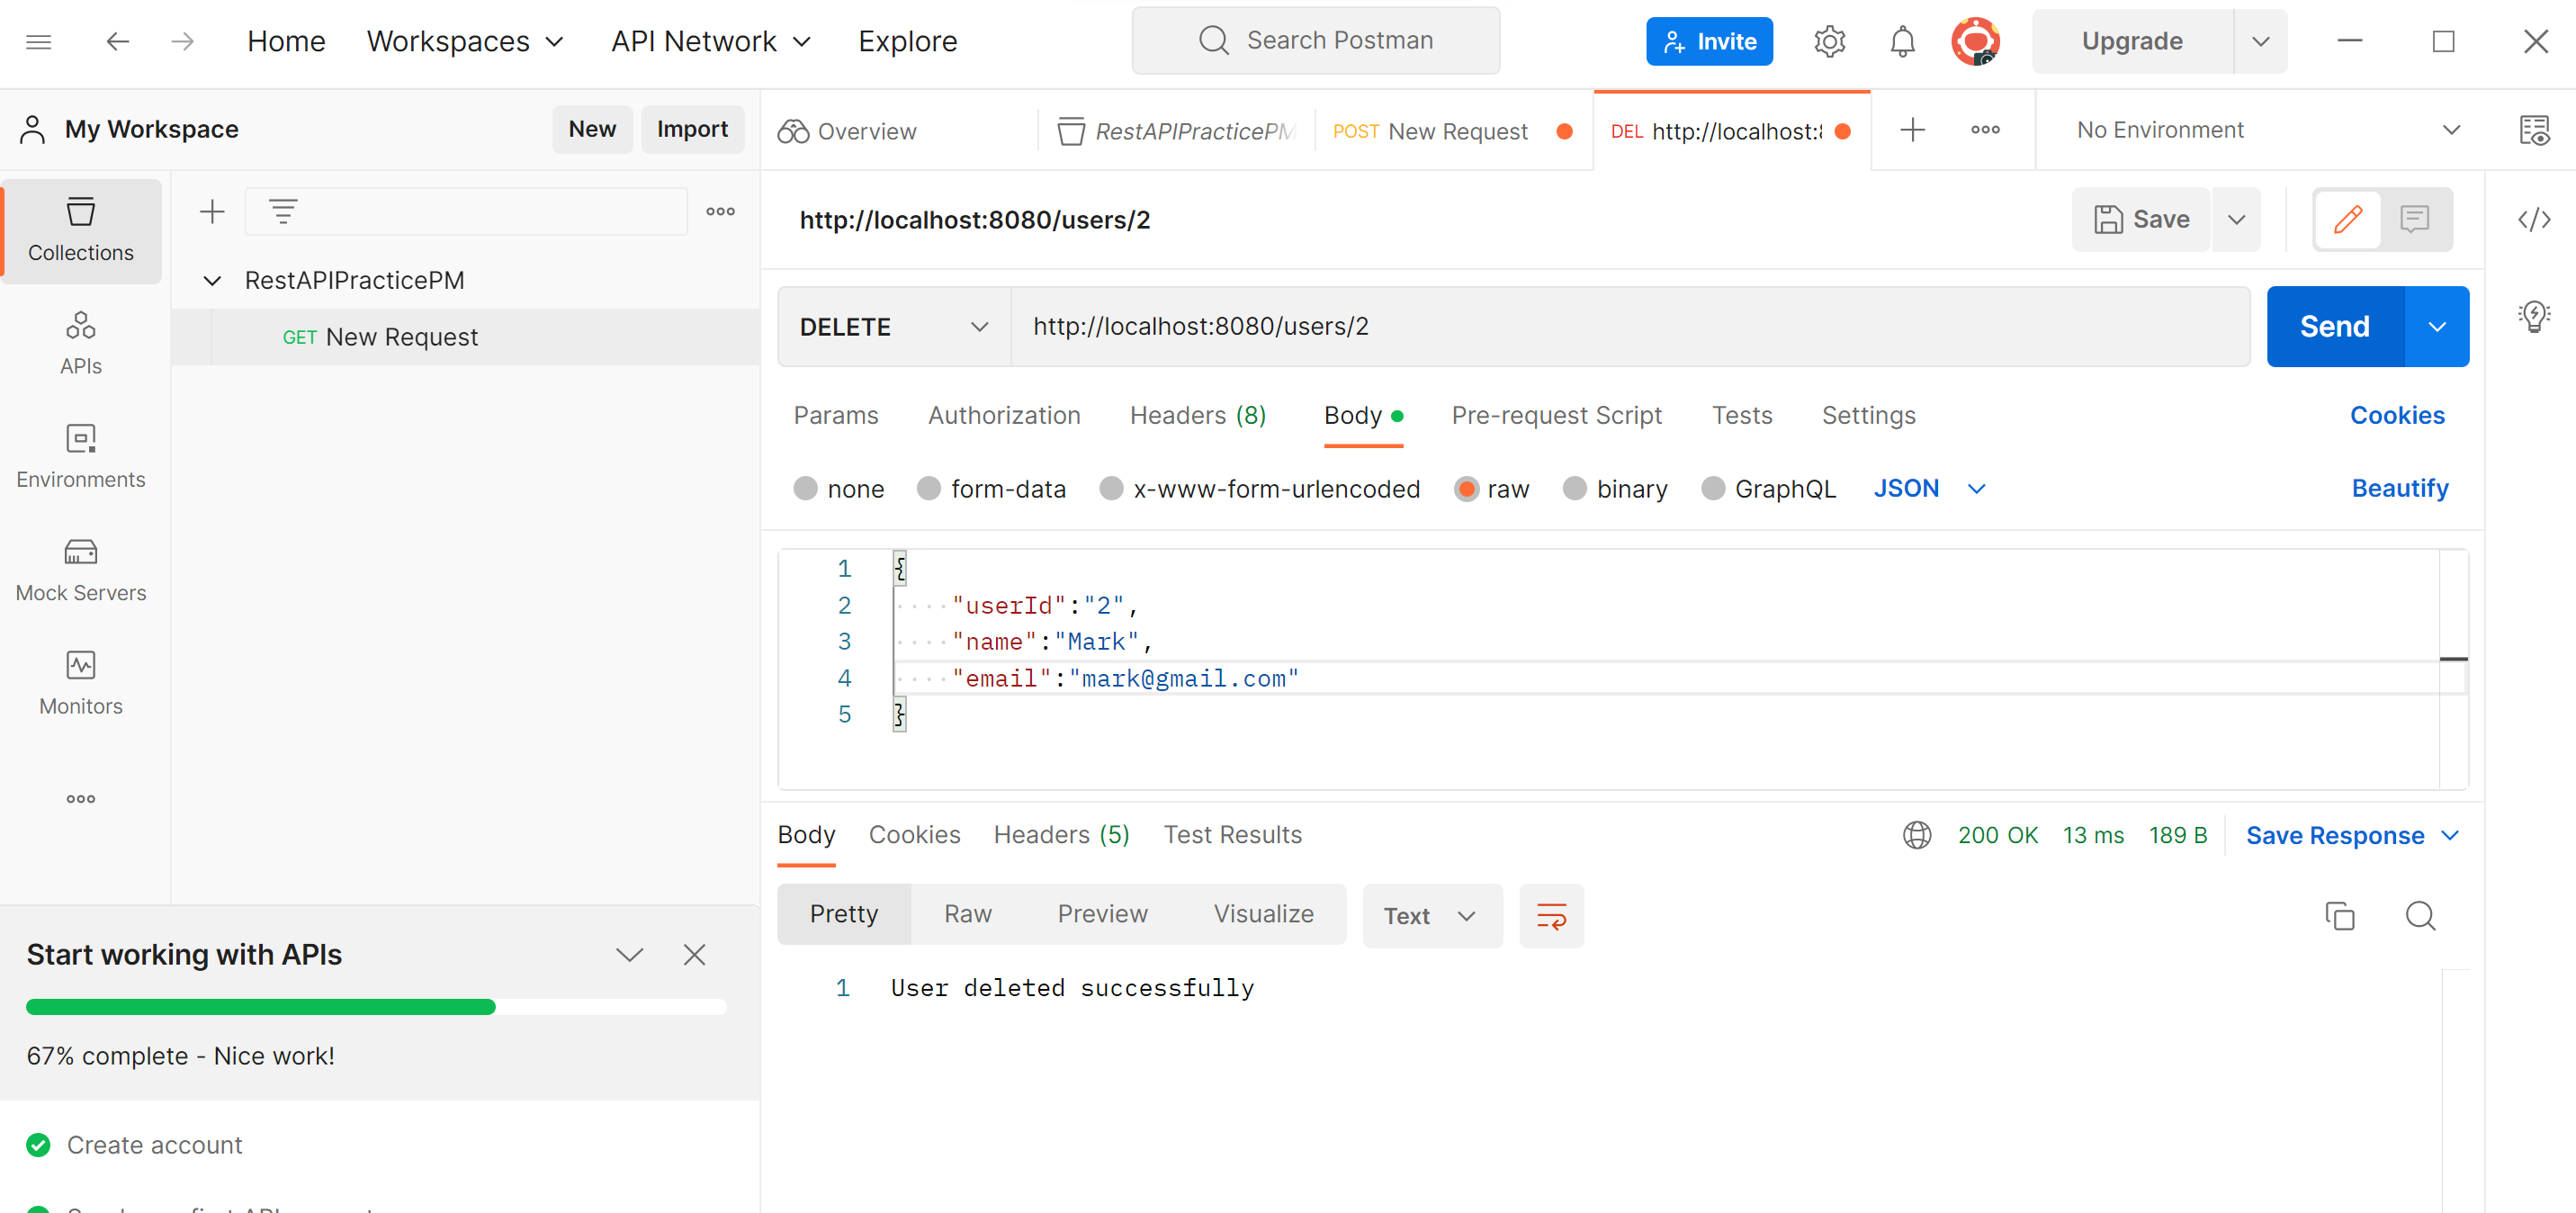 Home Workspaces API Network Explore Search Postman Invite Upgrade
My Workspace New Import
Overview RestAPIPracticePM POST New Request DEL http://localhost: No Environment
Collections
APIs
Environments
Mock Servers
Monitors
RestAPIPracticePM
GET New Request
http://localhost:8080/users/2 Save
DELETE http://localhost:8080/users/2 Send
Params Authorization Headers (8) Body Pre-request Script Tests Settings Cookies
none form-data x-www-form-urlencoded raw binary GraphQL JSON Beautify
1 {
2 "userId":"2",
3 "name":"Mark",
4 "email":"mark@gmail.com"
5 }
Body Cookies Headers (5) Test Results 200 OK 13 ms 189 B Save Response
Pretty Raw Preview Visualize Text
1 User deleted successfully
Start working with APIs
67% complete - Nice work!
Create account